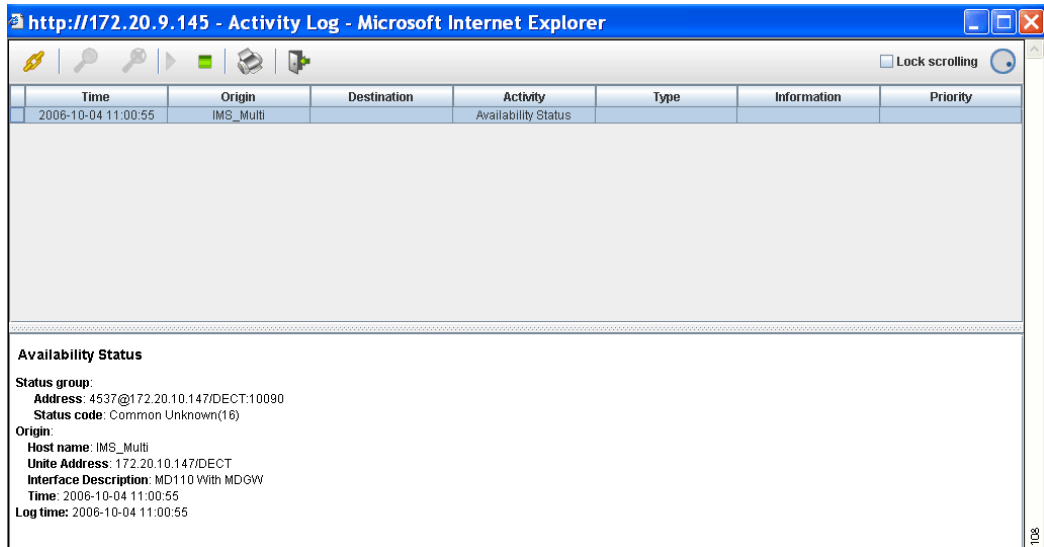 http://172.20.9.145 - Activity Log - Microsoft Internet Explorer
Lock scrolling
Time Origin Destination Activity Type Information Priority
2006-10-04 11:00:55 IMS_Multi Availability Status
Availability Status
Status group:
Address: 4537@172.20.10.147/DECT:10090
Status code: Common Unknown(16)
Origin:
Host name: IMS_Multi
Unite Address: 172.20.10.147/DECT
Interface Description: MD110 With MDGW
Time: 2006-10-04 11:00:55
Log time: 2006-10-04 11:00:55
108